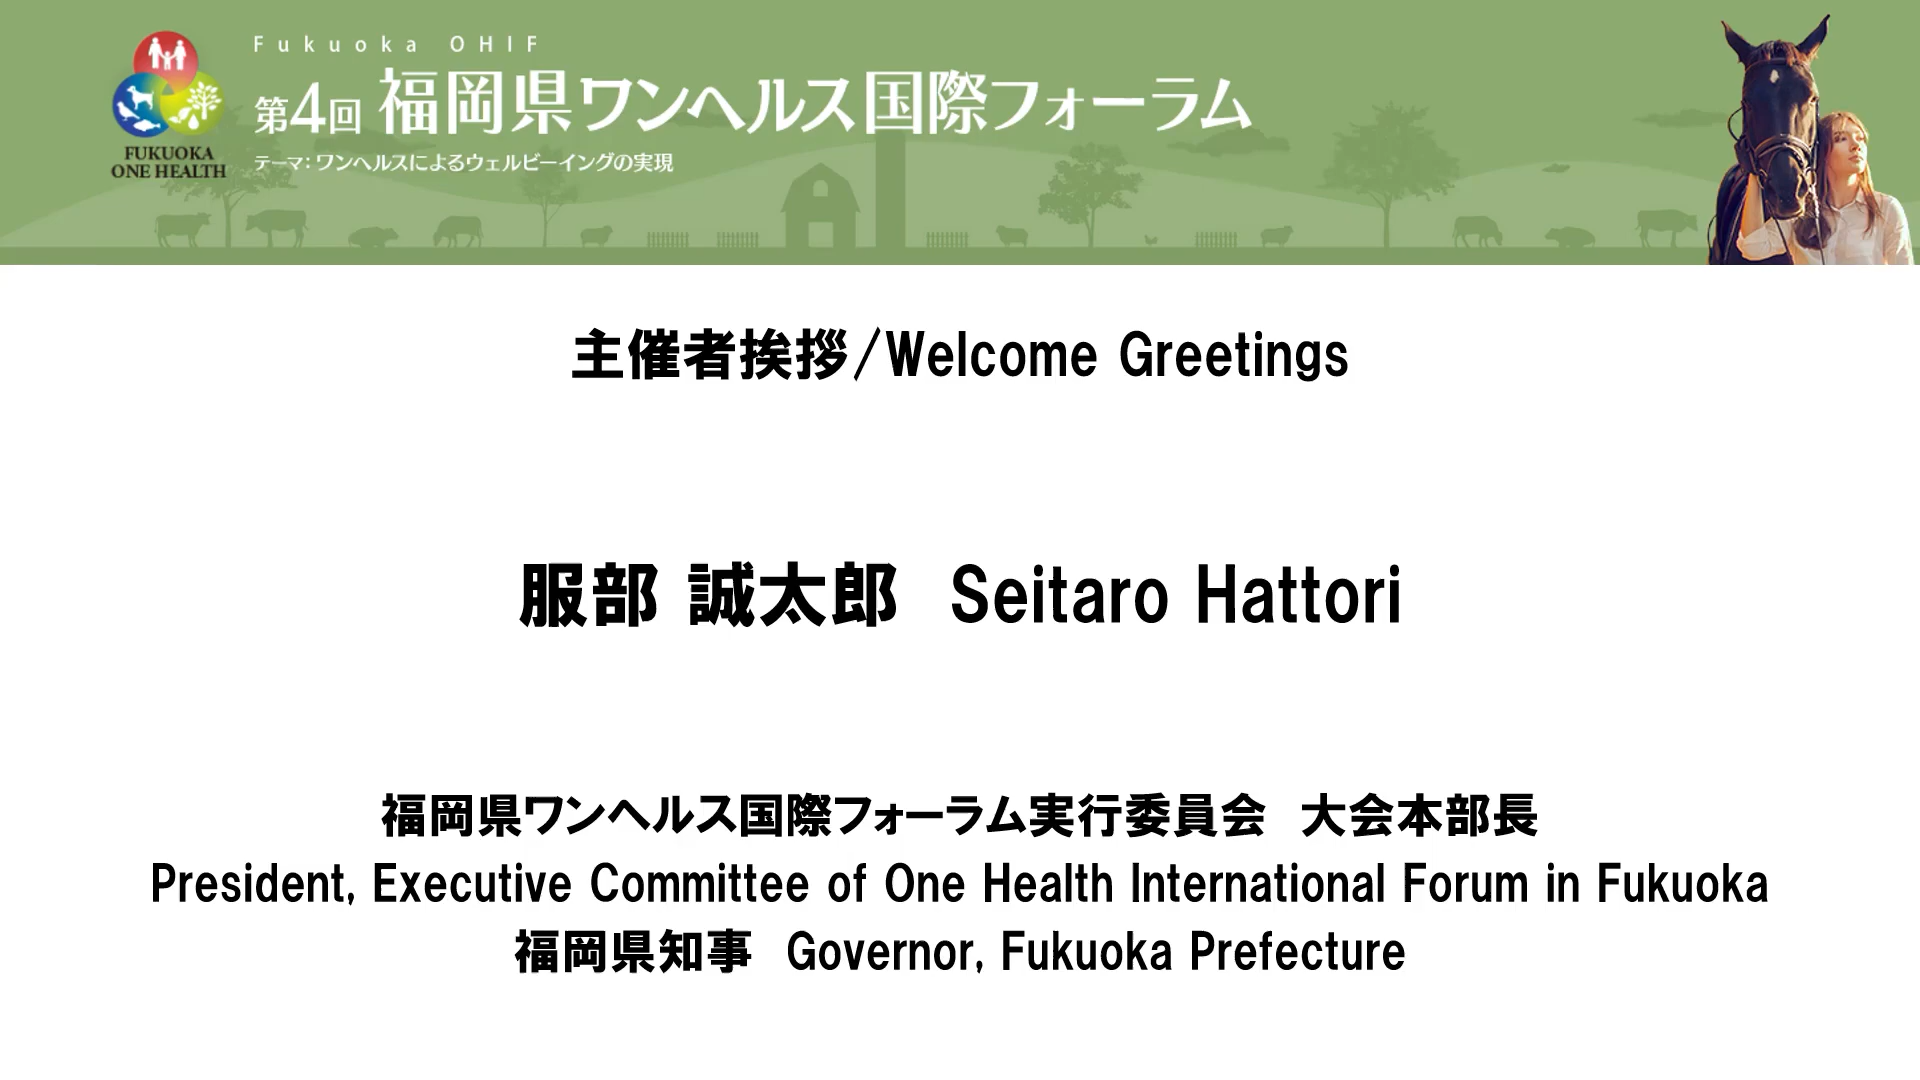 Fukuoka OHIF
第4回 福岡県ワンヘルス国際フォーラム
テーマ：ワンヘルスによるウェルビーイングの実現
FUKUOKA
ONE HEALTH
主催者挨拶/Welcome Greetings
服部 誠太郎　Seitaro Hattori
福岡県ワンヘルス国際フォーラム実行委員会　大会本部長
President, Executive Committee of One Health International Forum in Fukuoka
福岡県知事　Governor, Fukuoka Prefecture